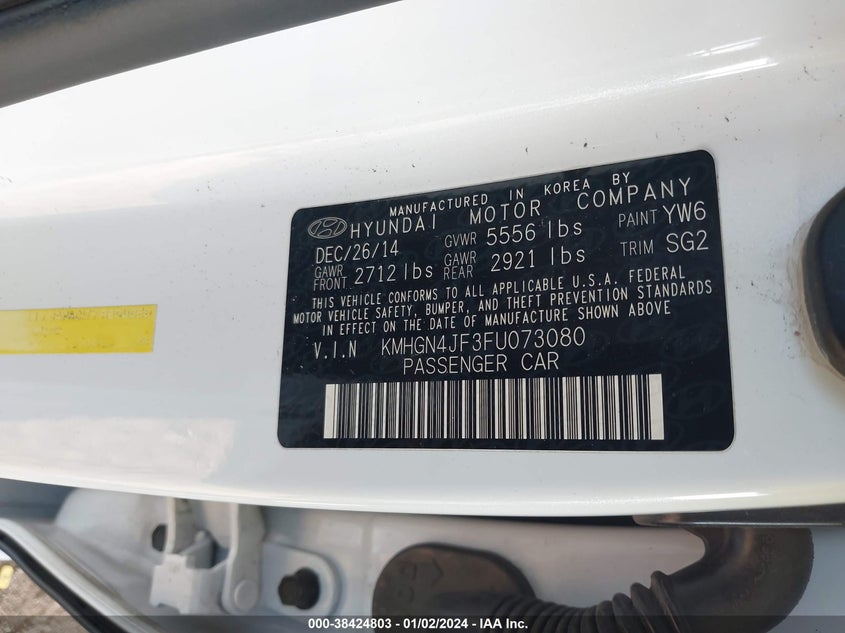 MANUFACTURED IN KOREA BY
HYUNDAI MOTOR COMPANY
DEC/26/14 GVWR 5556 lbs PAINT YW6
GAWR FRONT 2712 lbs GAWR REAR 2921 lbs TRIM SG2
THIS VEHICLE CONFORMS TO ALL APPLICABLE U.S.A. FEDERAL
MOTOR VEHICLE SAFETY, BUMPER, AND THEFT PREVENTION STANDARDS
IN EFFECT ON THE DATE OF MANUFACTURE SHOWN ABOVE
V.I.N KMHGN4JF3FU073080
PASSENGER CAR
000-38424803 - 01/02/2024 - IAA Inc.